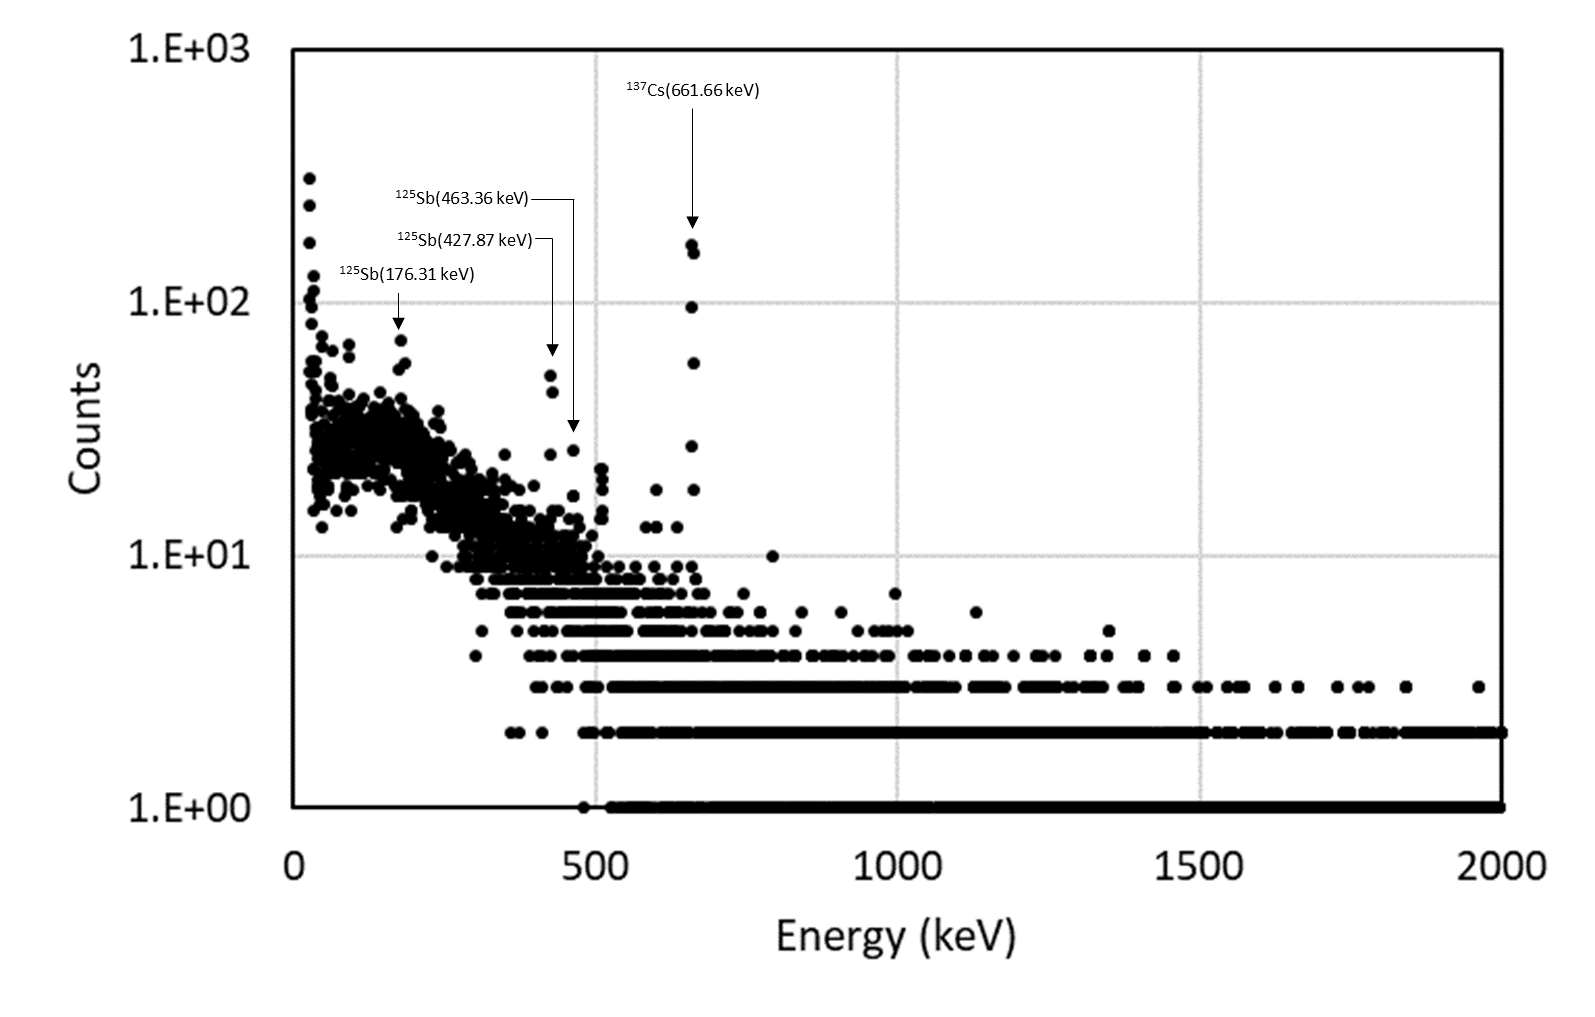 1.E+03
¹³⁷Cs(661.66 keV)
¹²⁵Sb(463.36 keV)
¹²⁵Sb(427.87 keV)
¹²⁵Sb(176.31 keV)
1.E+02
Counts
1.E+01
1.E+00
0 500 1000 1500 2000
Energy (keV)